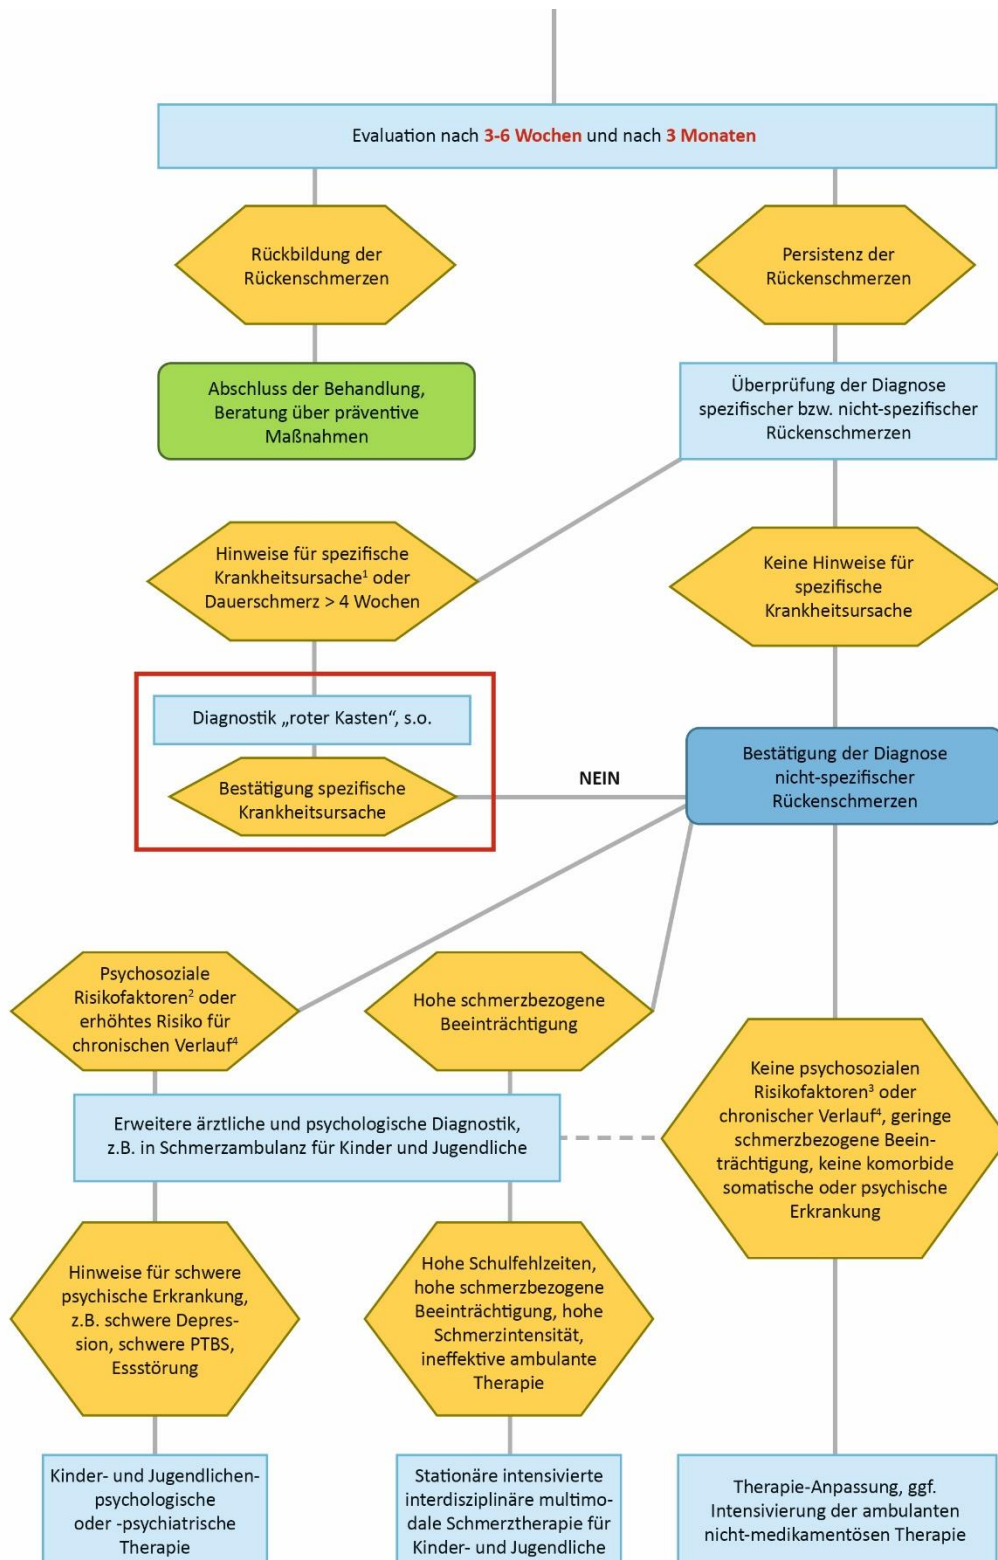 Evaluation nach 3-6 Wochen und nach 3 Monaten
Rückbildung der
Rückenschmerzen
Persistenz der
Rückenschmerzen
Abschluss der Behandlung,
Beratung über präventive
Maßnahmen
Überprüfung der Diagnose
spezifischer bzw. nicht-spezifischer
Rückenschmerzen
Hinweise für spezifische
Krankheitsursache¹ oder
Dauerschmerz > 4 Wochen
Keine Hinweise für
spezifische
Krankheitsursache
Diagnostik „roter Kasten“, s.o.
Bestätigung spezifische
Krankheitsursache
NEIN
Bestätigung der Diagnose
nicht-spezifischer
Rückenschmerzen
Psychosoziale
Risikofaktoren² oder
erhöhtes Risiko für
chronischen Verlauf⁴
Hohe schmerzbezogene
Beeinträchtigung
Keine psychosozialen
Risikofaktoren³ oder
chronischer Verlauf⁴, geringe
schmerzbezogene Beein-
trächtigung, keine komorbide
somatische oder psychische
Erkrankung
Erweitere ärztliche und psychologische Diagnostik,
z.B. in Schmerzambulanz für Kinder und Jugendliche
Hinweise für schwere
psychische Erkrankung,
z.B. schwere Depres-
sion, schwere PTBS,
Essstörung
Hohe Schulfehlzeiten,
hohe schmerzbezogene
Beeinträchtigung, hohe
Schmerzintensität,
ineffektive ambulante
Therapie
Kinder- und Jugendlichen-
psychologische
oder -psychiatrische
Therapie
Stationäre intensivierte
interdisziplinäre multimo-
dale Schmerztherapie für
Kinder- und Jugendliche
Therapie-Anpassung, ggf.
Intensivierung der ambulanten
nicht-medikamentösen Therapie